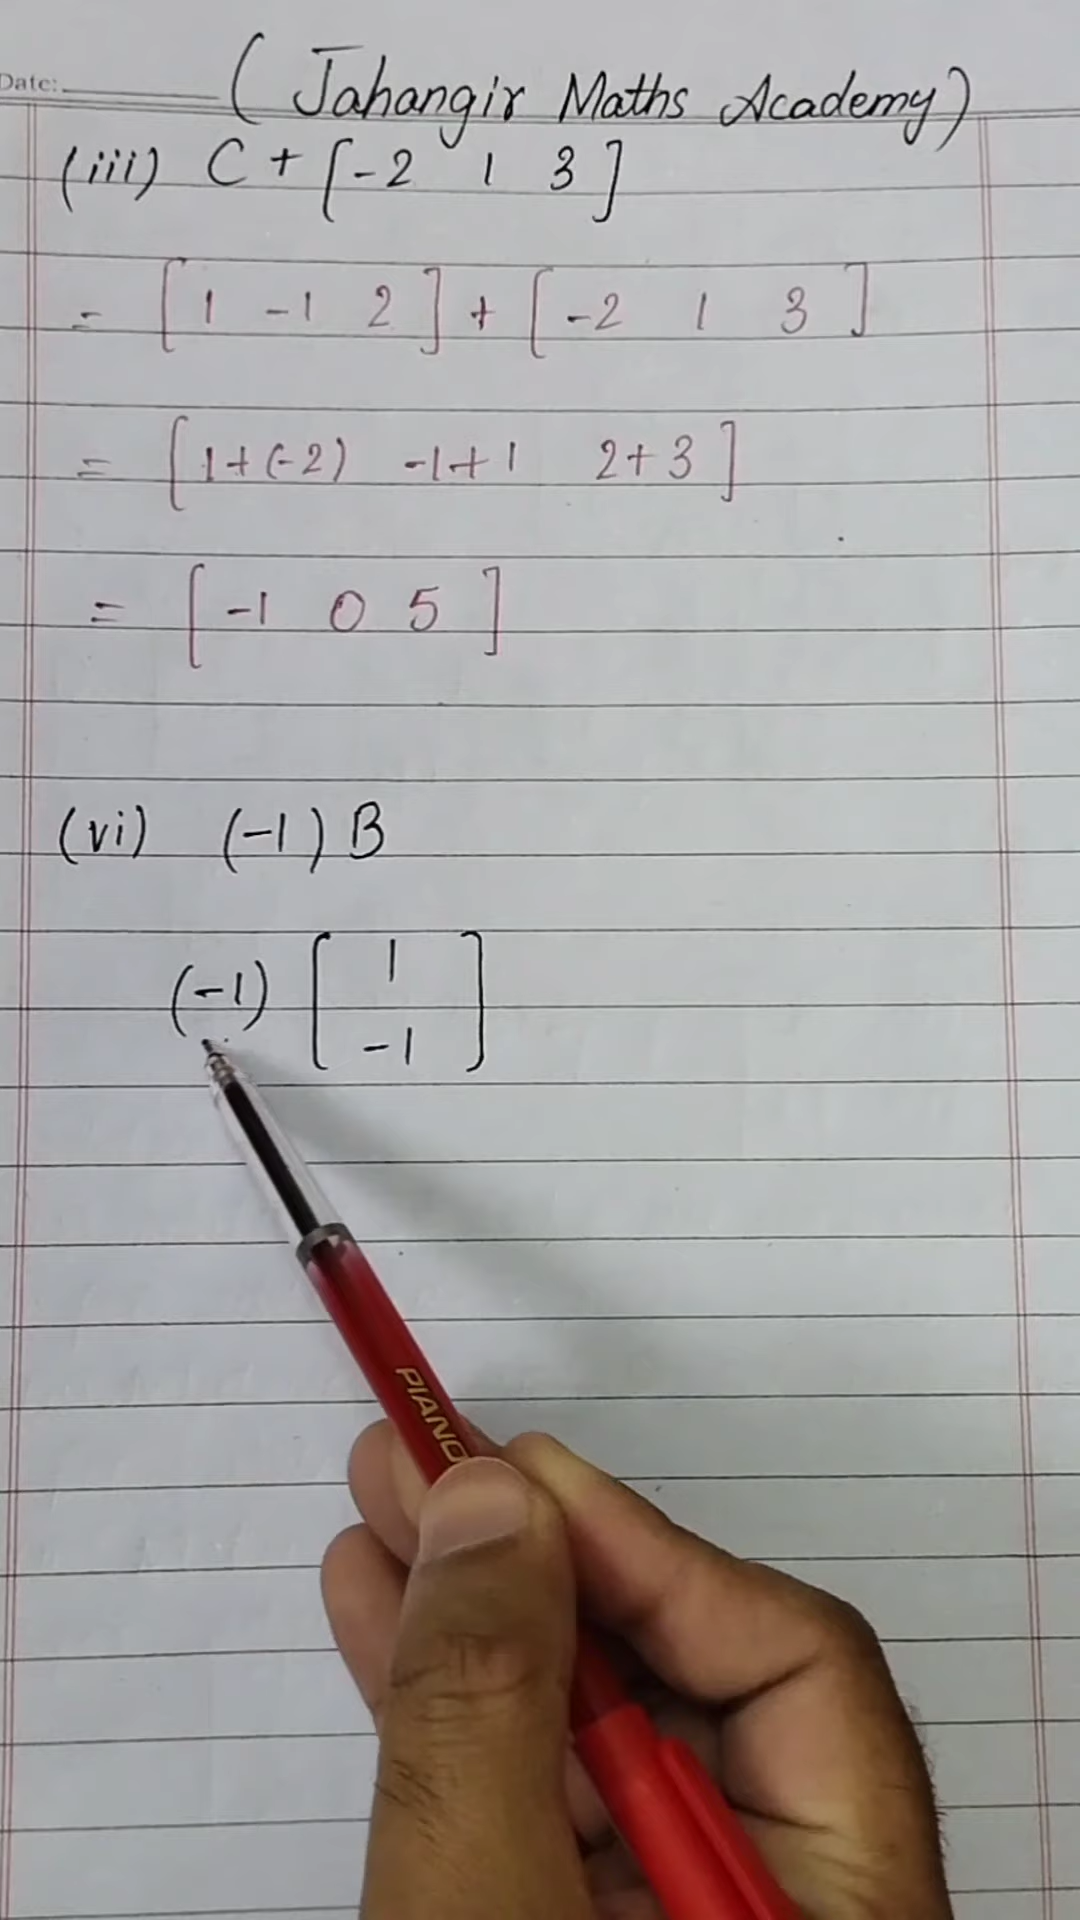 Date:
(Jahangir Maths Academy)
(iii) C + [-2 1 3]
= [1 -1 2] + [-2 1 3]
= [1+(-2) -1+1 2+3]
= [-1 0 5]
(vi) (-1) B
(-1) [1
-1]
PIANO